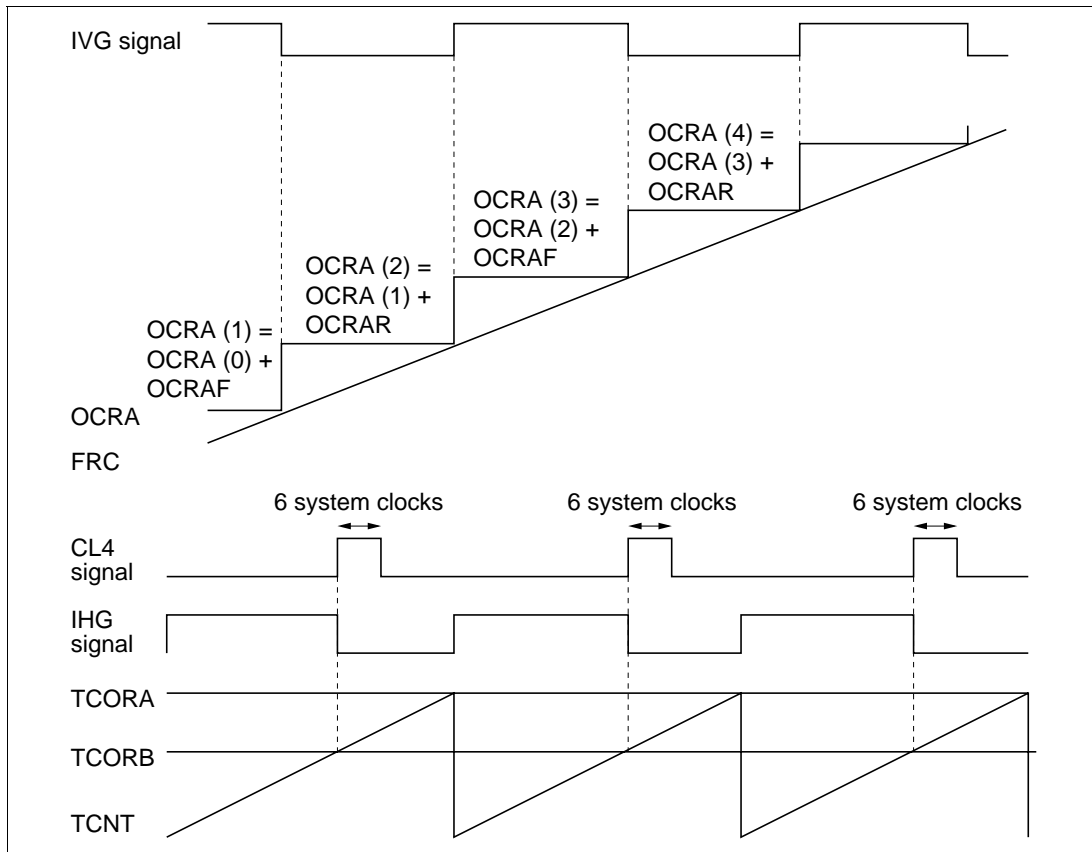 IVG signal
OCRA (4) =
OCRA (3) +
OCRAR
OCRA (3) =
OCRA (2) +
OCRAF
OCRA (2) =
OCRA (1) +
OCRAR
OCRA (1) =
OCRA (0) +
OCRAF
OCRA
FRC
6 system clocks
6 system clocks
6 system clocks
CL4
signal
IHG
signal
TCORA
TCORB
TCNT